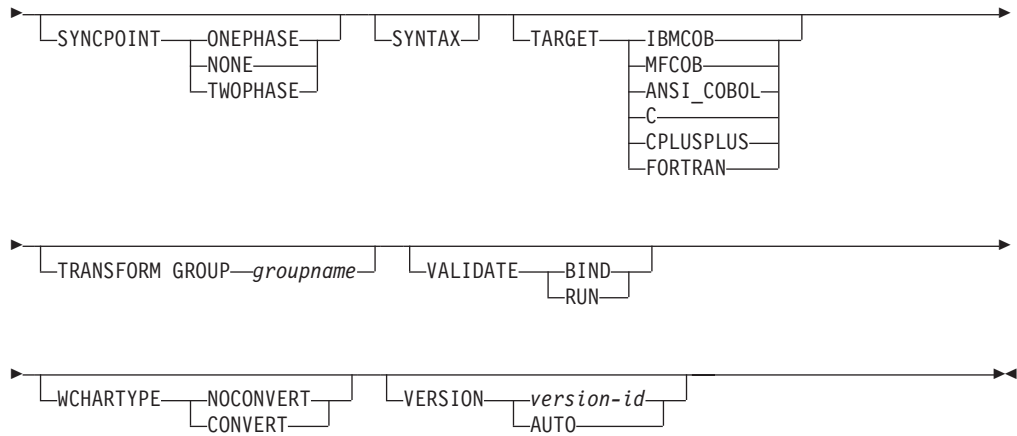 SYNCPOINT ONEPHASE SYNTAX TARGET IBMCOB
NONE MFCOB
TWOPHASE ANSI_COBOL
C
CPLUSPLUS
FORTRAN
TRANSFORM GROUP groupname VALIDATE BIND
RUN
WCHARTYPE NOCONVERT VERSION version-id
CONVERT AUTO